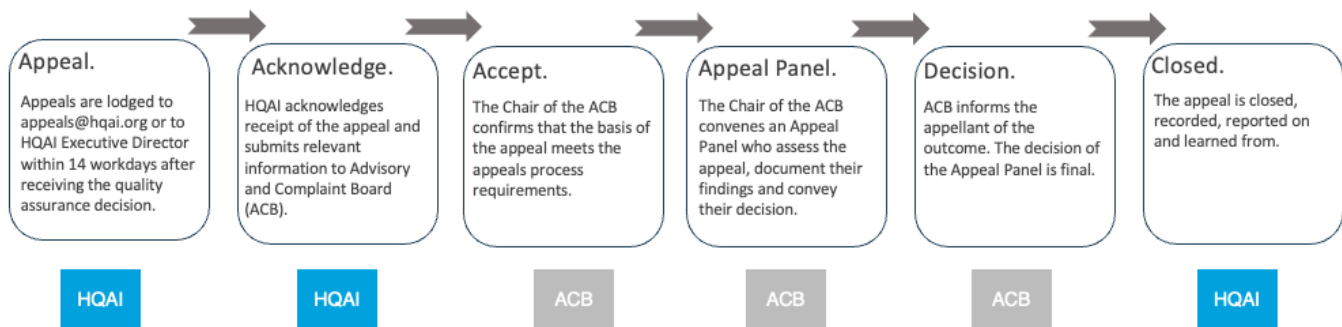 Appeal.
Appeals are lodged to
appeals@hqai.org or to
HQAI Executive Director
within 14 workdays after
receiving the quality
assurance decision.
Acknowledge.
HQAI acknowledges
receipt of the appeal and
submits relevant
information to Advisory
and Complaint Board
(ACB).
Accept.
The Chair of the ACB
confirms that the basis of
the appeal meets the
appeals process
requirements.
Appeal Panel.
The Chair of the ACB
convenes an Appeal
Panel who assess the
appeal, document their
findings and convey
their decision.
Decision.
ACB informs the
appellant of the
outcome. The decision of
the Appeal Panel is final.
Closed.
The appeal is closed,
recorded, reported on
and learned from.
HQAI
HQAI
ACB
ACB
ACB
HQAI